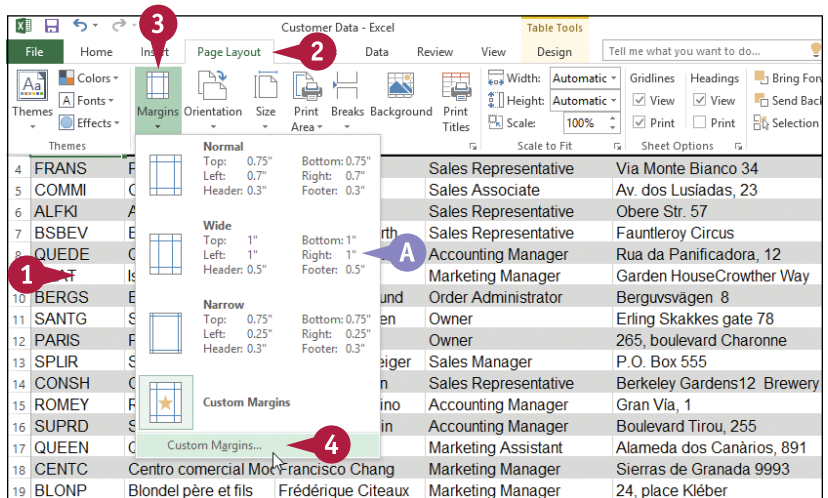 Customer Data - Excel
Table Tools
File Home Insert Page Layout Data Review View Design Tell me what you want to do...
3
2
Aa Themes
Colors
A Fonts
Effects
Margins Orientation Size Print Area Breaks Background Print Titles
Width: Automatic
Height: Automatic
Scale: 100%
Gridlines Headings
View View
Print Print
Bring
Send
Selection
Themes Scale to Fit Sheet Options
Normal
Top: 0.75" Bottom: 0.75"
Left: 0.7" Right: 0.7"
Header: 0.3" Footer: 0.3"
Wide
Top: 1" Bottom: 1"
Left: 1" Right: 1"
Header: 0.5" Footer: 0.5"
A
Narrow
Top: 0.75" Bottom: 0.75"
Left: 0.25" Right: 0.25"
Header: 0.3" Footer: 0.3"
Custom Margins
Custom Margins...
4
1
4 FRANS Sales Representative Via Monte Bianco 34
5 COMMI Sales Associate Av. dos Lusíadas, 23
6 ALFKI Sales Representative Obere Str. 57
7 BSBEV Sales Representative Fauntleroy Circus
8 QUEDE Accounting Manager Rua da Panificadora, 12
Marketing Manager Garden HouseCrowther Way
10 BERGS Order Administrator Berguvsvägen 8
11 SANTG Owner Erling Skakkes gate 78
12 PARIS Owner 265, boulevard Charonne
13 SPLIR Sales Manager P.O. Box 555
14 CONSH Sales Representative Berkeley Gardens12 Brewery
15 ROMEY Accounting Manager Gran Vía, 1
16 SUPRD Accounting Manager Boulevard Tirou, 255
17 QUEEN Marketing Assistant Alameda dos Canàrios, 891
18 CENTC Centro comercial Moc Francisco Chang Marketing Manager Sierras de Granada 9993
19 BLONP Blondel père et fils Frédérique Citeaux Marketing Manager 24, place Kléber